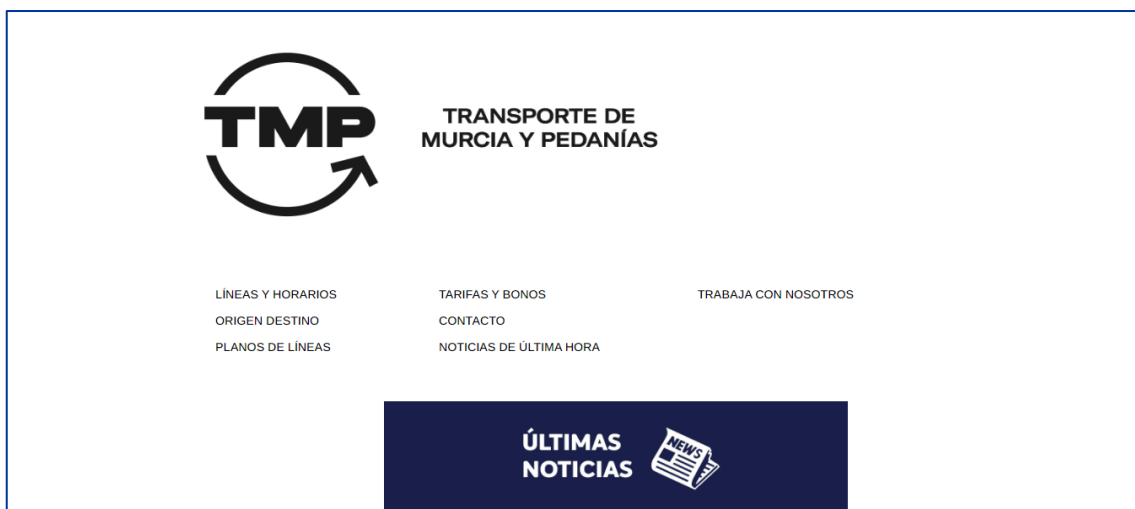 TMP
TRANSPORTE DE
MURCIA Y PEDANÍAS
LÍNEAS Y HORARIOS
ORIGEN DESTINO
PLANOS DE LÍNEAS
TARIFAS Y BONOS
CONTACTO
NOTICIAS DE ÚLTIMA HORA
TRABAJA CON NOSOTROS
ÚLTIMAS
NOTICIAS
NEWS